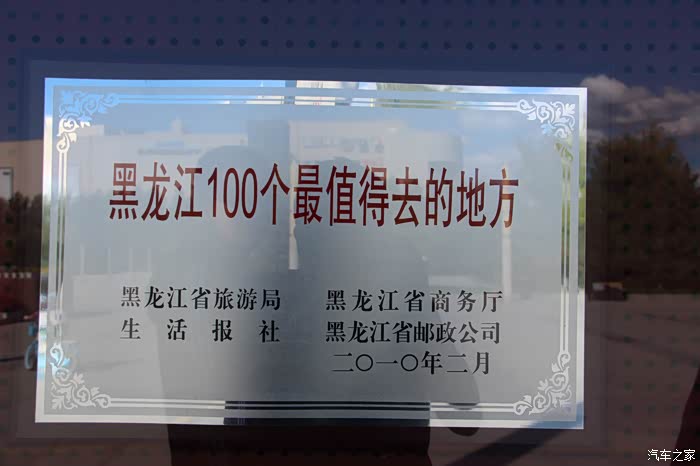 黑龙江100个最值得去的地方
黑龙江省旅游局 黑龙江省商务厅
生活报社 黑龙江省邮政公司
二〇一〇年二月
汽车之家